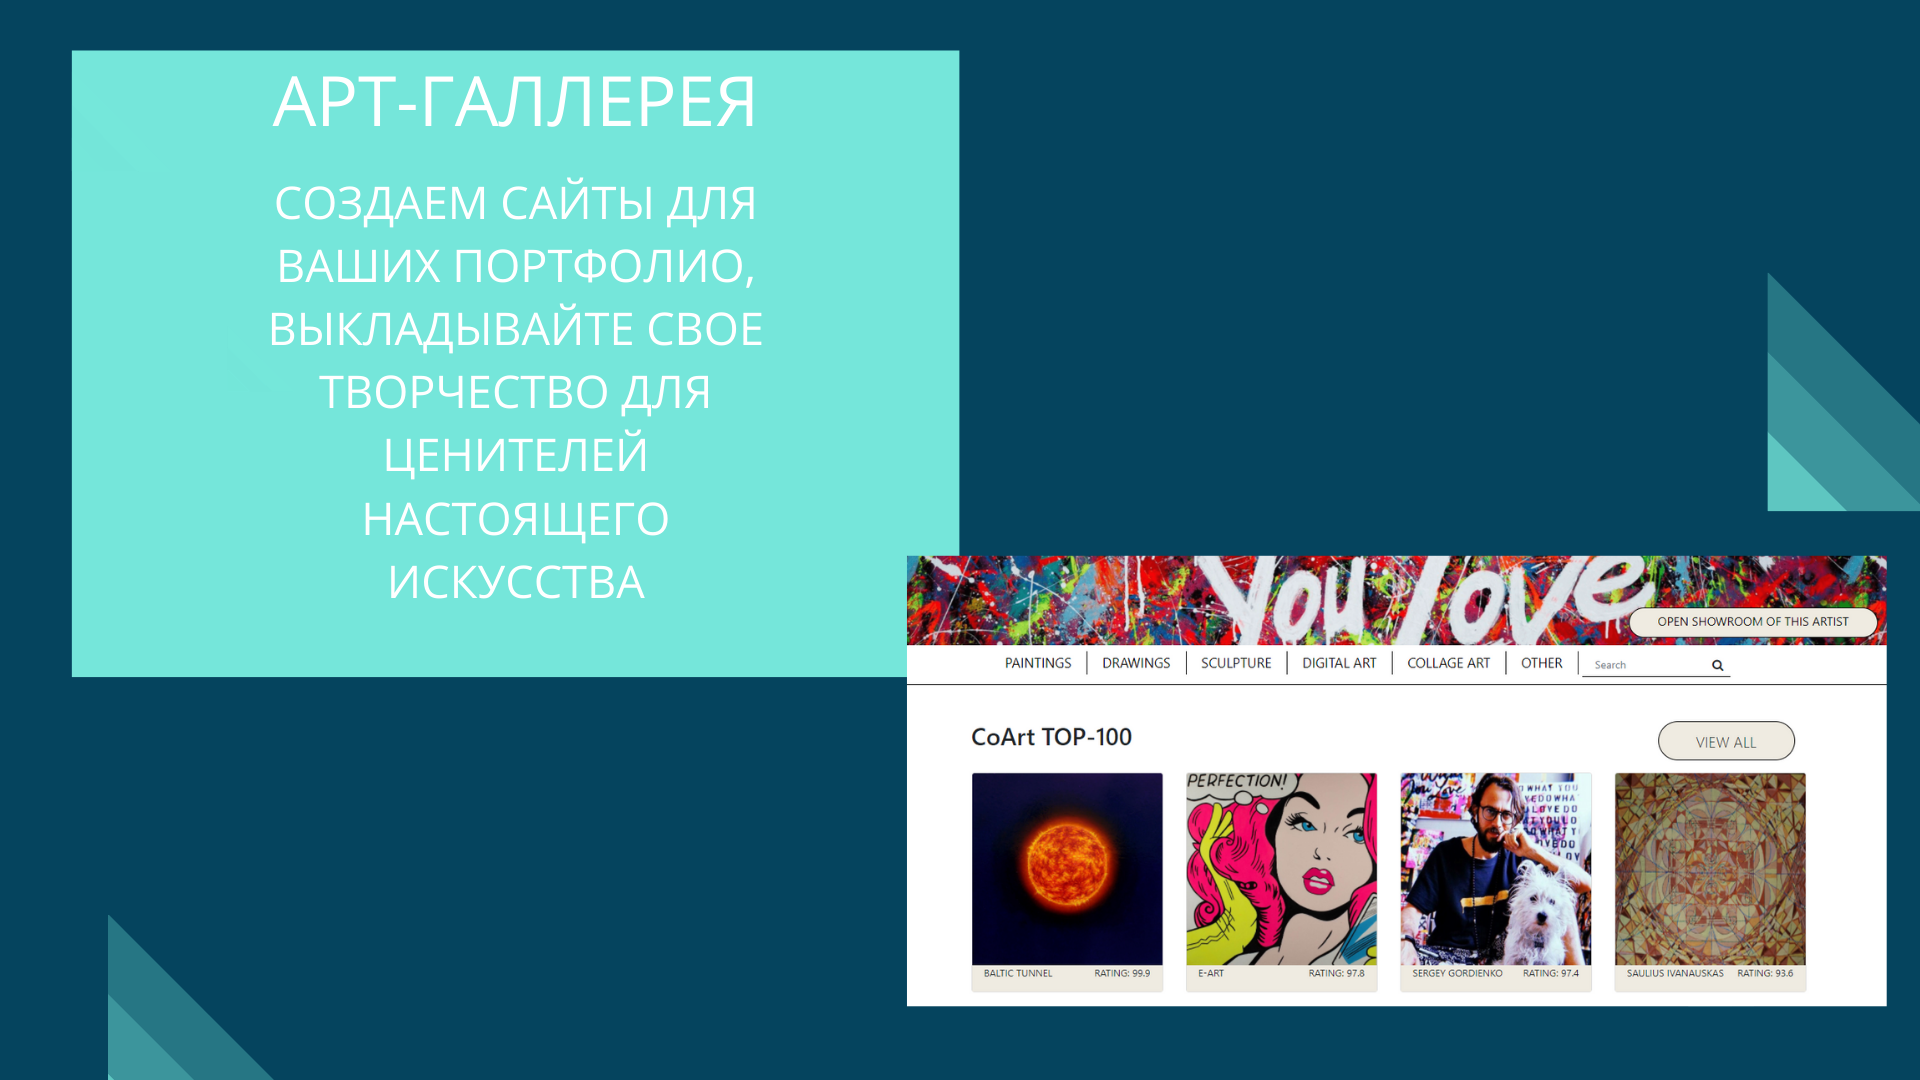 АРТ-ГАЛЛЕРЕЯ
СОЗДАЕМ САЙТЫ ДЛЯ
ВАШИХ ПОРТФОЛИО,
ВЫКЛАДЫВАЙТЕ СВОЕ
ТВОРЧЕСТВО ДЛЯ
ЦЕНИТЕЛЕЙ
НАСТОЯЩЕГО
ИСКУССТВА
You love
OPEN SHOWROOM OF THIS ARTIST
PAINTINGS DRAWINGS SCULPTURE DIGITAL ART COLLAGE ART OTHER Search
CoArt TOP-100
VIEW ALL
PERFECTION!
BALTIC TUNNEL RATING: 99.9
E-ART RATING: 97.8
SERGEY GORDIENKO RATING: 97.4
SAULIUS IVANAUSKAS RATING: 93.6